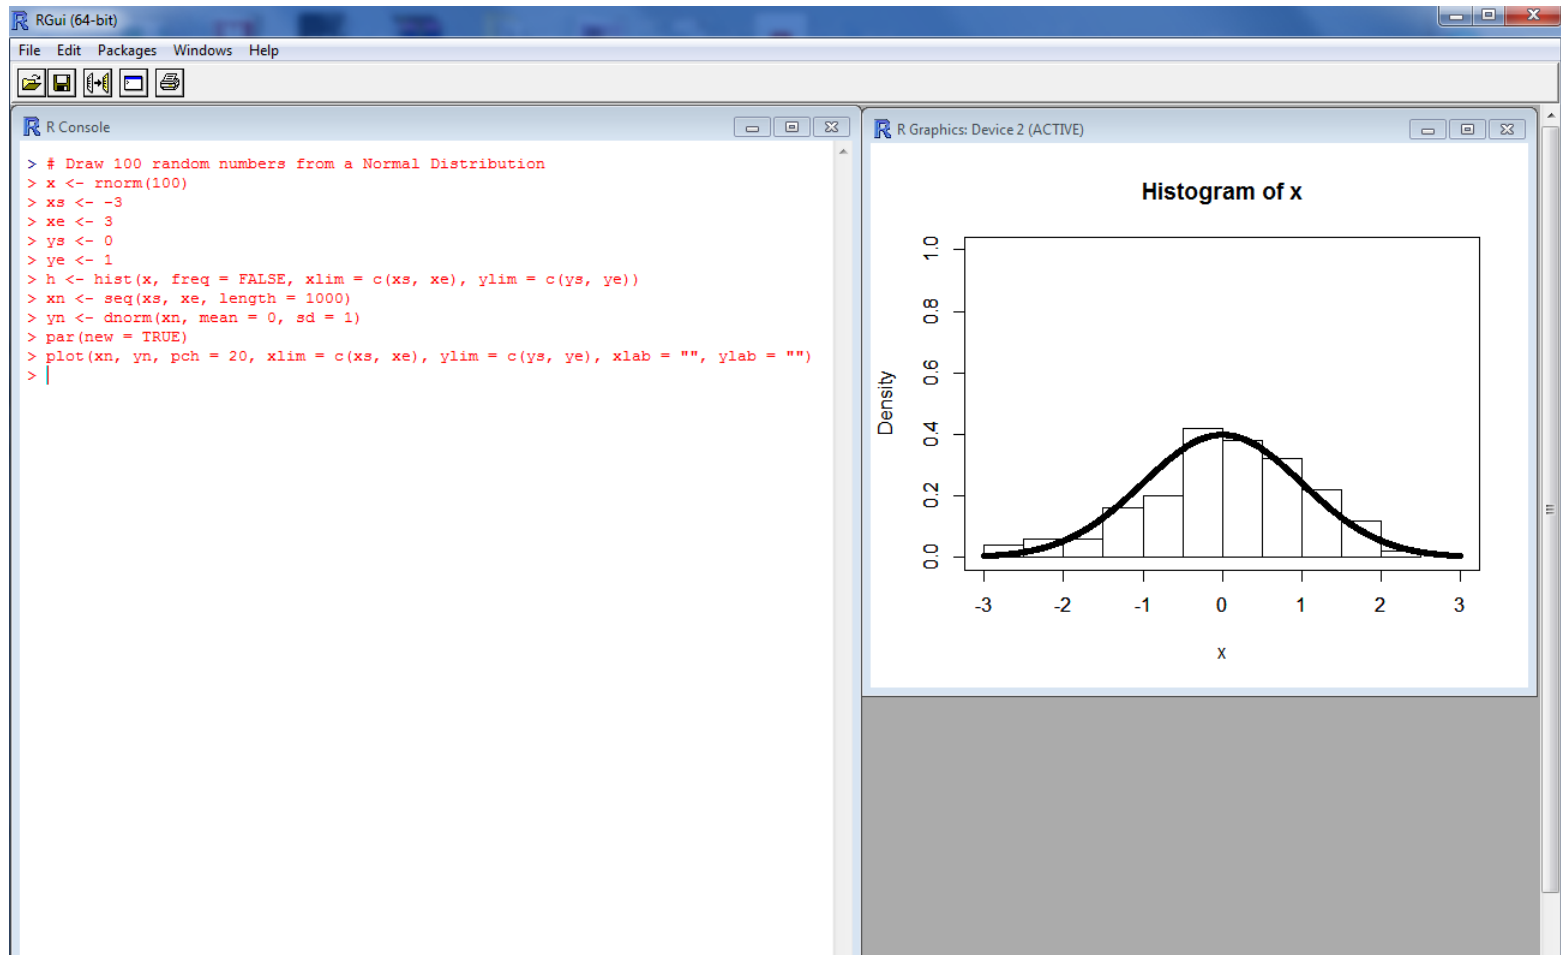 RGui (64-bit)
File Edit Packages Windows Help
R Console
> # Draw 100 random numbers from a Normal Distribution
> x <- rnorm(100)
> xs <- -3
> xe <- 3
> ys <- 0
> ye <- 1
> h <- hist(x, freq = FALSE, xlim = c(xs, xe), ylim = c(ys, ye))
> xn <- seq(xs, xe, length = 1000)
> yn <- dnorm(xn, mean = 0, sd = 1)
> par(new = TRUE)
> plot(xn, yn, pch = 20, xlim = c(xs, xe), ylim = c(ys, ye), xlab = "", ylab = "")
>
R Graphics: Device 2 (ACTIVE)
Histogram of x
Density
1.0
0.8
0.6
0.4
0.2
0.0
-3 -2 -1 0 1 2 3
x